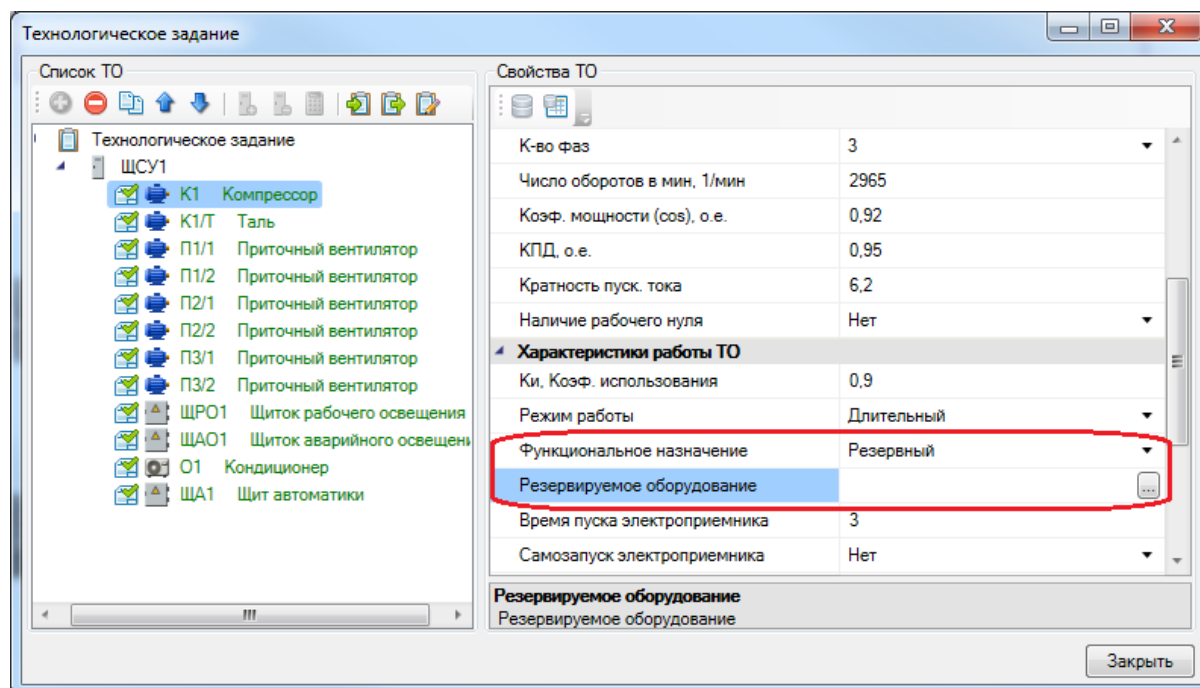 Технологическое задание
Список ТО
Технологическое задание
ЩСУ1
К1 Компрессор
К1/Т Таль
П1/1 Приточный вентилятор
П1/2 Приточный вентилятор
П2/1 Приточный вентилятор
П2/2 Приточный вентилятор
П3/1 Приточный вентилятор
П3/2 Приточный вентилятор
ЩРО1 Щиток рабочего освещения
ЩАО1 Щиток аварийного освещен
О1 Кондиционер
ЩА1 Щит автоматики
Свойства ТО
К-во фаз 3
Число оборотов в мин, 1/мин 2965
Коэф. мощности (cos), о.е. 0,92
КПД, о.е. 0,95
Кратность пуск. тока 6,2
Наличие рабочего нуля Нет
Характеристики работы ТО
Ки, Коэф. использования 0,9
Режим работы Длительный
Функциональное назначение Резервный
Резервируемое оборудование ...
Время пуска электроприемника 3
Самозапуск электроприемника Нет
Резервируемое оборудование
Резервируемое оборудование
Закрыть